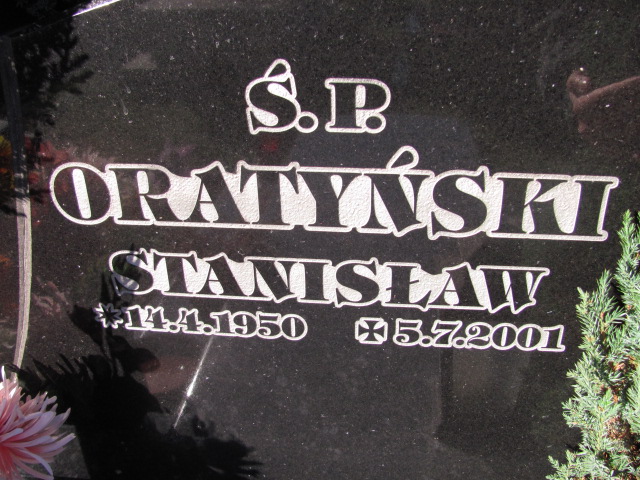 Ś.P.
ORATYŃSKI
STANISŁAW
*14.4.1950 ✠5.7.2001